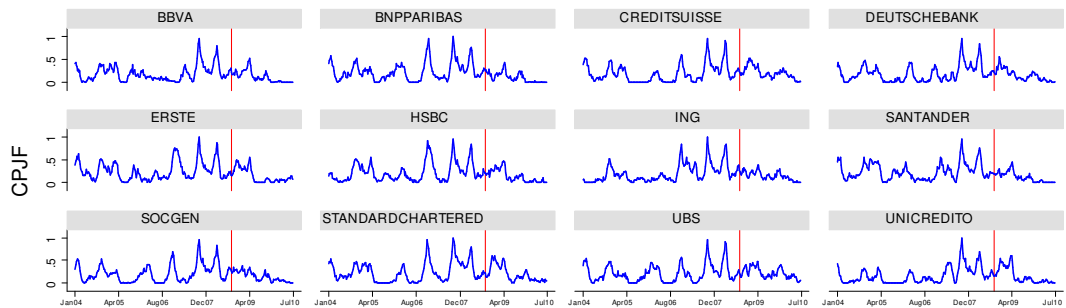 BBVA BNPPARIBAS CREDITSUISSE DEUTSCHEBANK
0 .5 1
ERSTE HSBC ING SANTANDER
0 .5 1
SOCGEN STANDARDCHARTERED UBS UNICREDITO
0 .5 1
Jan04 Apr05 Aug06 Dec07 Apr09 Jul10 Jan04 Apr05 Aug06 Dec07 Apr09 Jul10 Jan04 Apr05 Aug06 Dec07 Apr09 Jul10 Jan04 Apr05 Aug06 Dec07 Apr09 Jul10
CPJF